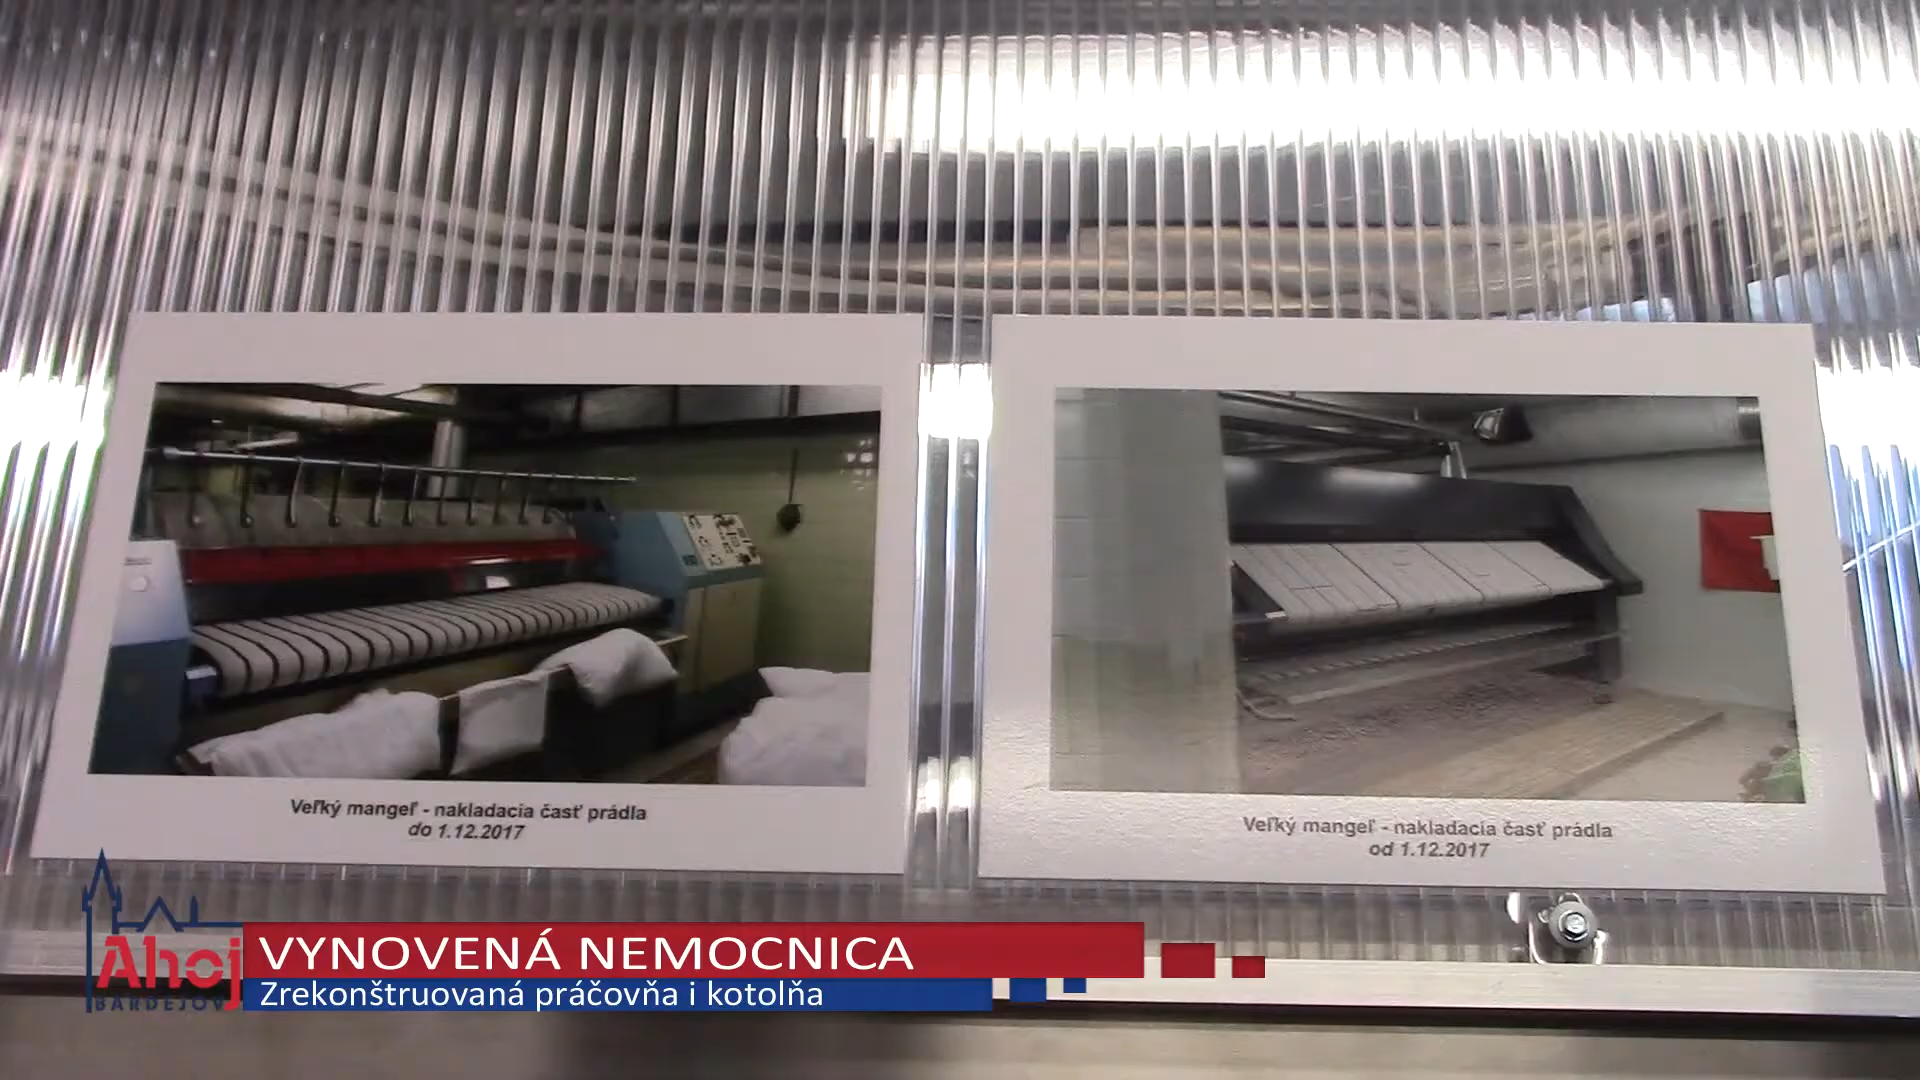 Veľký mangeľ - nakladacia časť prádla
do 1.12.2017
Veľký mangeľ - nakladacia časť prádla
od 1.12.2017
Ahoj
BARDEJOV
VYNOVENÁ NEMOCNICA
Zrekonštruovaná práčovňa i kotolňa